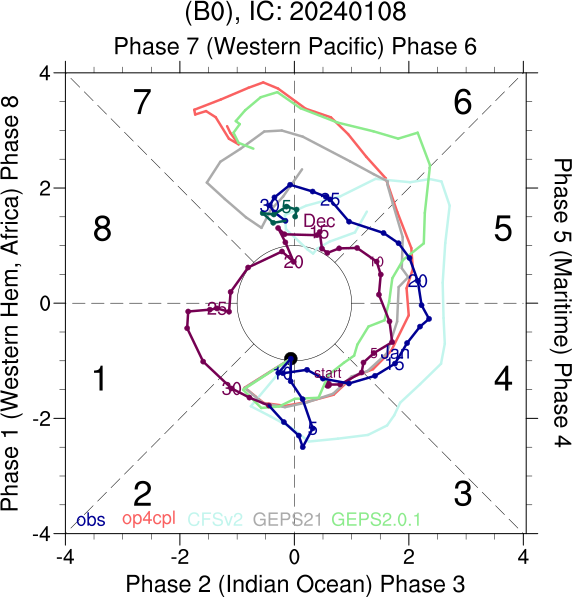 (B0), IC: 20240108
Phase 7 (Western Pacific) Phase 6
4
7
6
2
30
5
25
Dec
15
8
5
10
20
20
0
25
5
Jan
15
1
10
start
4
30
-2
5
2
3
obs
op4cpl
CFSv2
GEPS21
GEPS2.0.1
-4
-4
-2
0
2
4
Phase 2 (Indian Ocean) Phase 3
Phase 1 (Western Hem, Africa) Phase 8
Phase 5 (Maritime) Phase 4